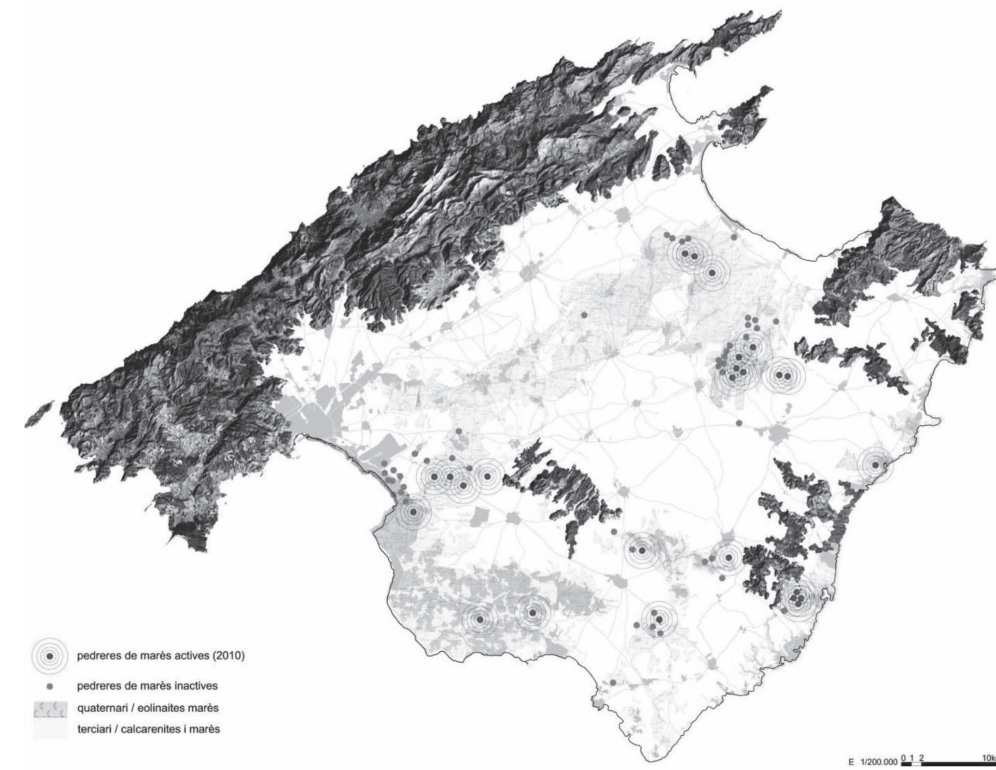 pedreres de marès actives (2010)
pedreres de marès inactives
quaternari / eolinaites marès
terciari / calcarenites i marès
E 1/200.000 0 1 2 10km